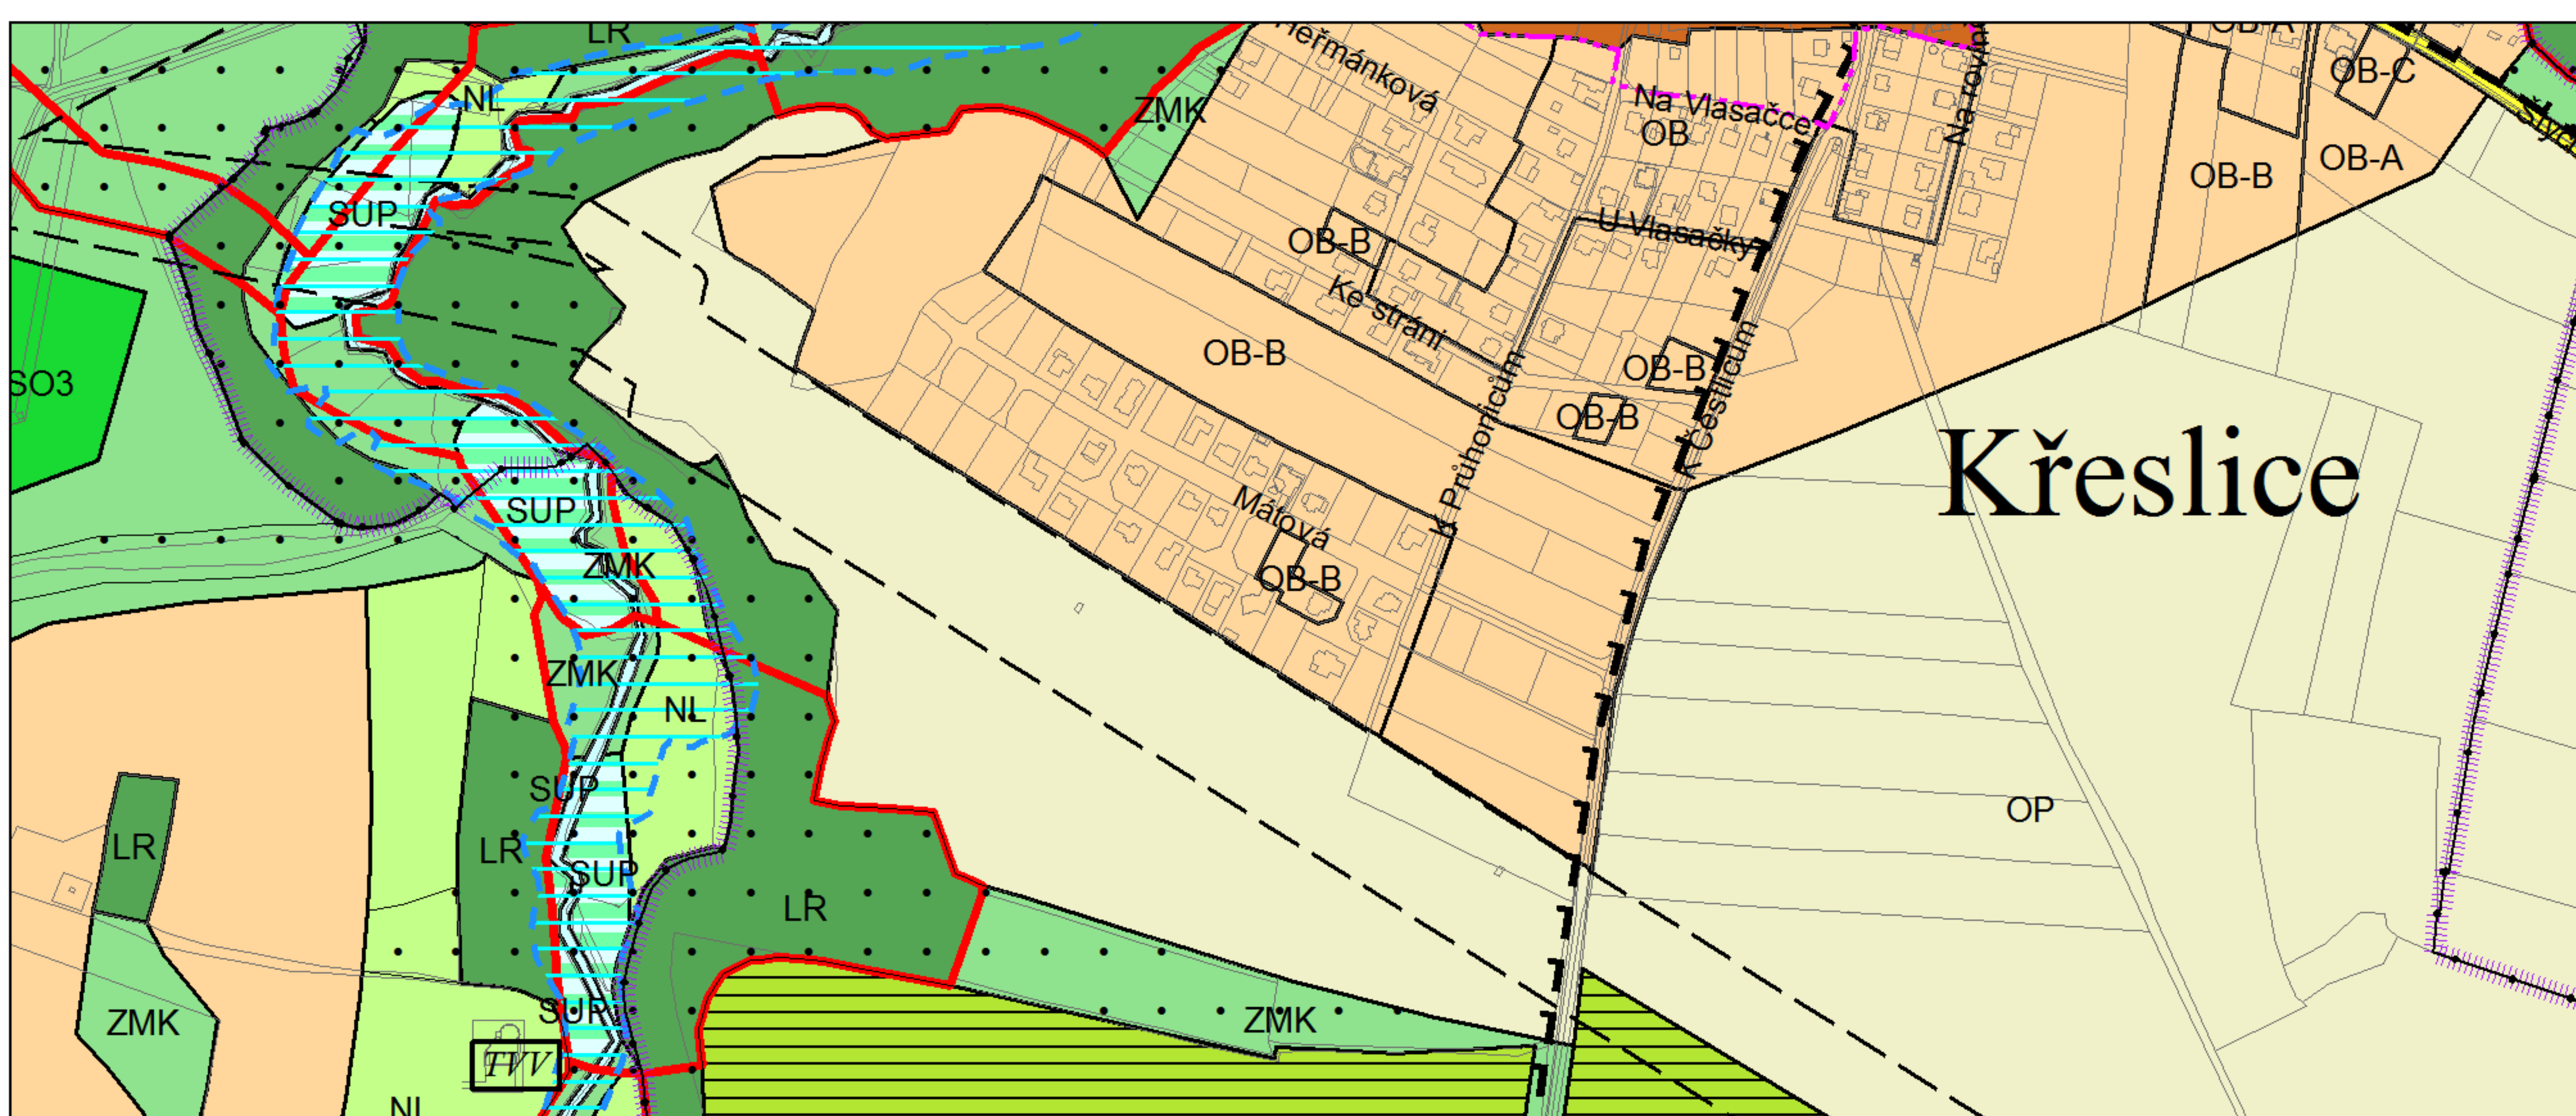 LR
OB-A
Heřmánková
NL
ZMK
Na Vlasačce
OB
OB-C
OB-B
OB-A
SUP
OB-B
U Vlasačky
Ke stráni
OB-B
OB-B
K Čestlicům
SO3
OB-B
K Průhonicům
Křeslice
SUP
Mátová
ZMK
OB-B
ZMK
NL
SUP
OP
LR
LR
SUP
LR
SUP
ZMK
ZMK
TVV
NL